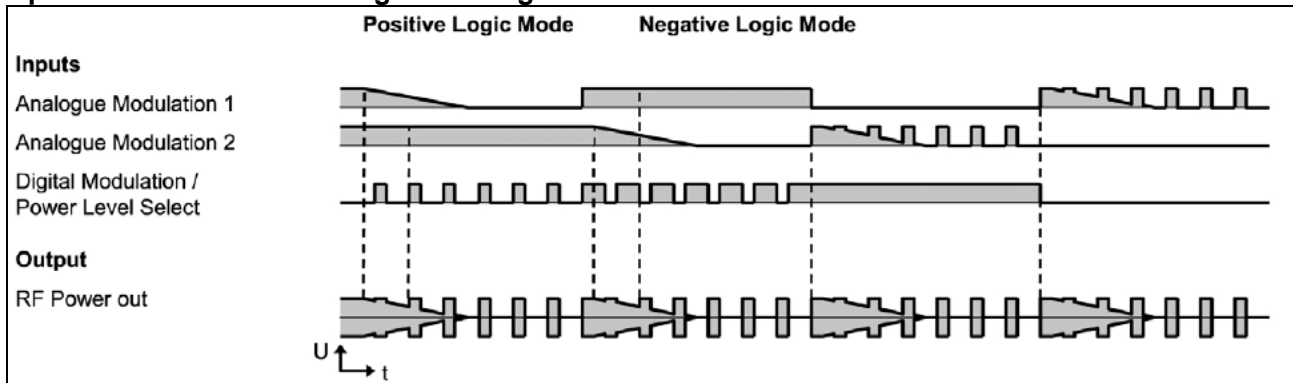 Positive Logic Mode Negative Logic Mode
Inputs
Analogue Modulation 1
Analogue Modulation 2
Digital Modulation /
Power Level Select
Output
RF Power out
U
t